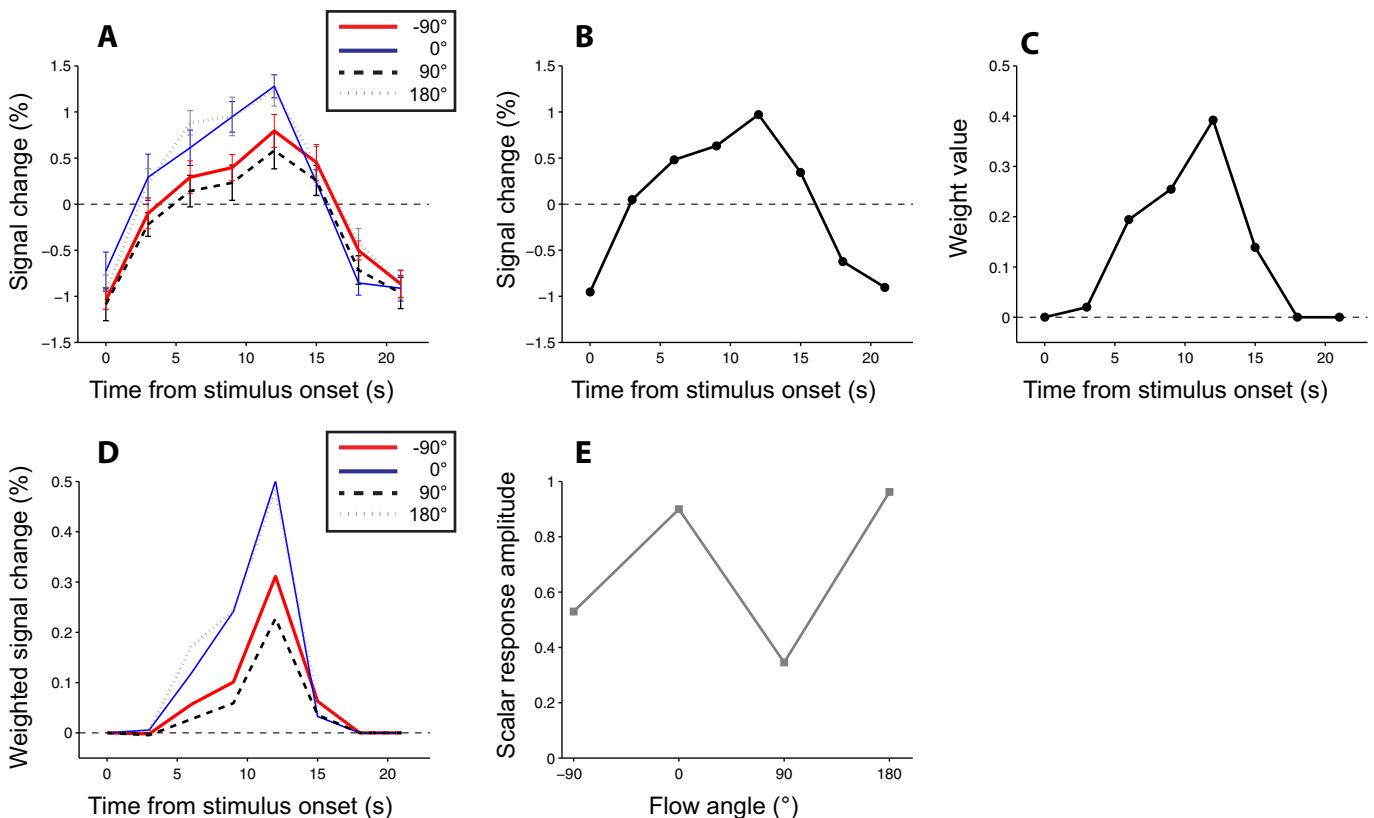 A
-90°
0°
90°
180°
Signal change (%)
1.5
1
0.5
0
−0.5
−1
−1.5
0 5 10 15 20
Time from stimulus onset (s)
B
Signal change (%)
1.5
1
0.5
0
−0.5
−1
−1.5
0 5 10 15 20
Time from stimulus onset (s)
C
Weight value
0.5
0.4
0.3
0.2
0.1
0
0 5 10 15 20
Time from stimulus onset (s)
D
-90°
0°
90°
180°
Weighted signal change (%)
0.5
0.4
0.3
0.2
0.1
0
0 5 10 15 20
Time from stimulus onset (s)
E
Scalar response amplitude
1
0.8
0.6
0.4
0.2
0
−90 0 90 180
Flow angle (°)